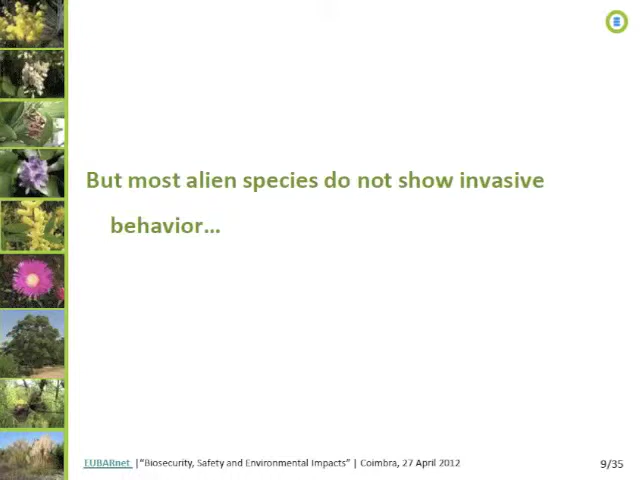 But most alien species do not show invasive
behavior…
EUBARnet |“Biosecurity, Safety and Environmental Impacts” | Coimbra, 27 April 2012
9/35